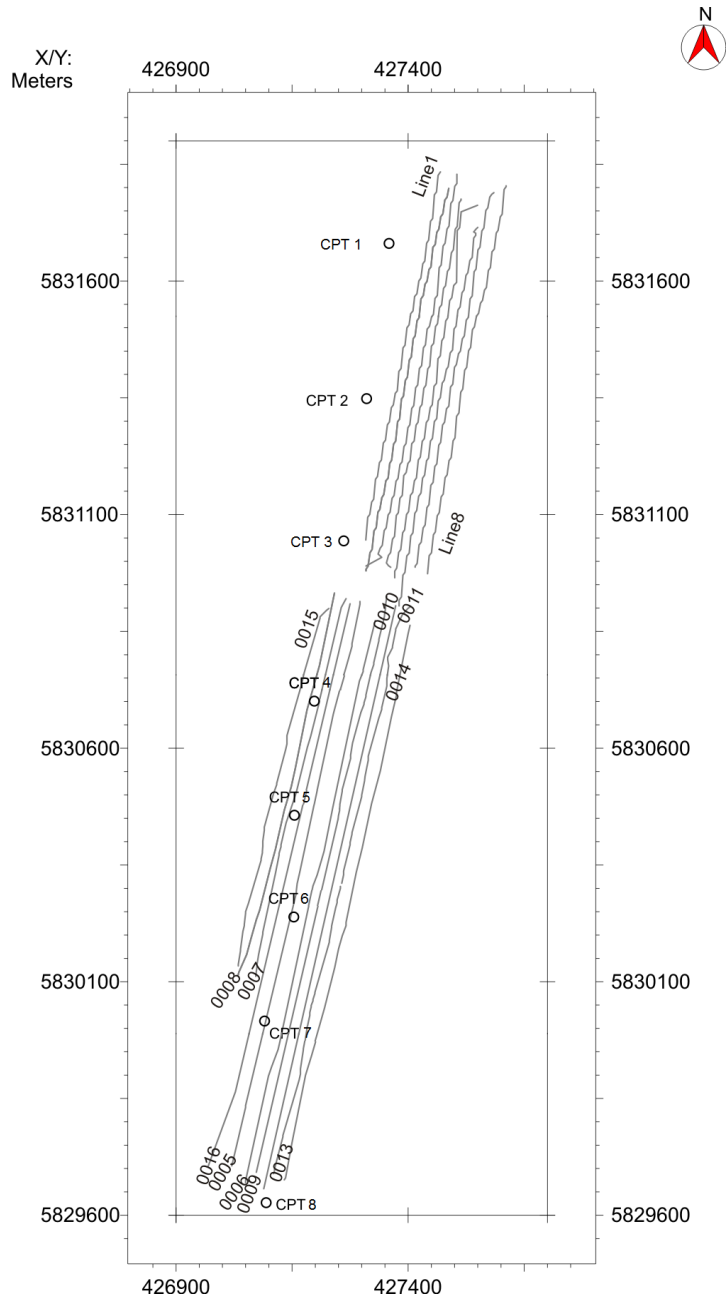 N
X/Y:
Meters
426900
427400
Line1
CPT 1
5831600
5831600
CPT 2
5831100
5831100
CPT 3
Line8
0015
0010
0011
0014
CPT 4
5830600
5830600
CPT 5
CPT 6
0008
0007
5830100
5830100
CPT 7
0016
0005
0006
0009
0013
CPT 8
5829600
5829600
426900
427400